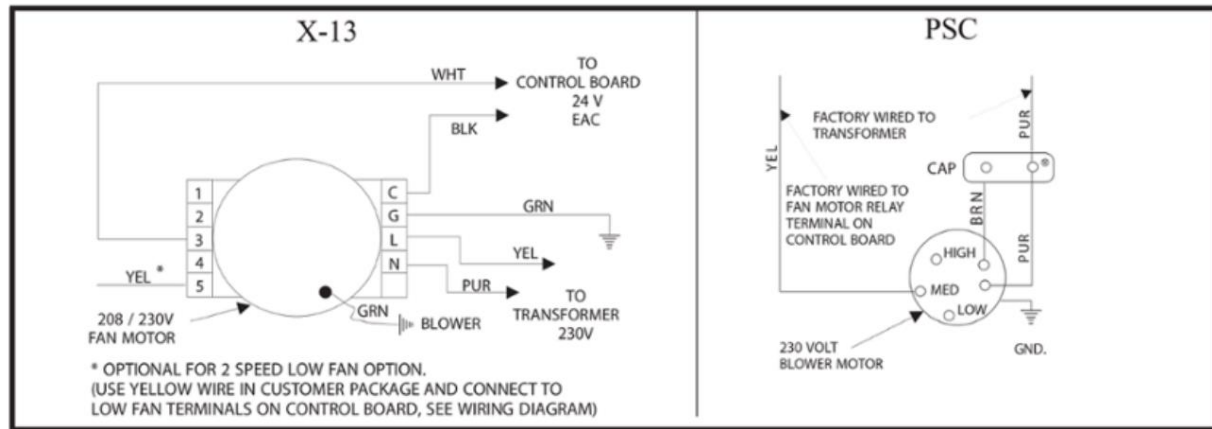 X-13
WHT
TO
CONTROL BOARD
24 V
EAC
BLK
1
2
3
4
5
C
G
L
N
GRN
YEL
YEL *
PUR
TO
TRANSFORMER
230V
GRN
BLOWER
208 / 230V
FAN MOTOR
* OPTIONAL FOR 2 SPEED LOW FAN OPTION.
(USE YELLOW WIRE IN CUSTOMER PACKAGE AND CONNECT TO
LOW FAN TERMINALS ON CONTROL BOARD, SEE WIRING DIAGRAM)
PSC
FACTORY WIRED TO
TRANSFORMER
PUR
YEL
CAP
FACTORY WIRED TO
FAN MOTOR RELAY
TERMINAL ON
CONTROL BOARD
BRN
PUR
HIGH
MED
LOW
230 VOLT
BLOWER MOTOR
GND.